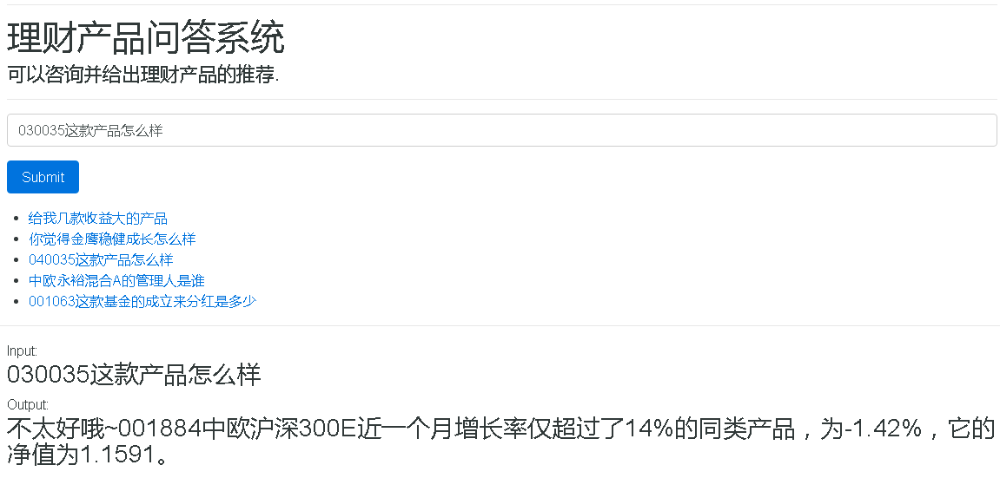 理财产品问答系统
可以咨询并给出理财产品的推荐.
030035这款产品怎么样
Submit
给我几款收益大的产品
你觉得金鹰稳健成长怎么样
040035这款产品怎么样
中欧永裕混合A的管理人是谁
001063这款基金的成立来分红是多少
Input:
030035这款产品怎么样
Output:
不太好哦~001884中欧沪深300E近一个月增长率仅超过了14%的同类产品，为-1.42%，它的
净值为1.1591。